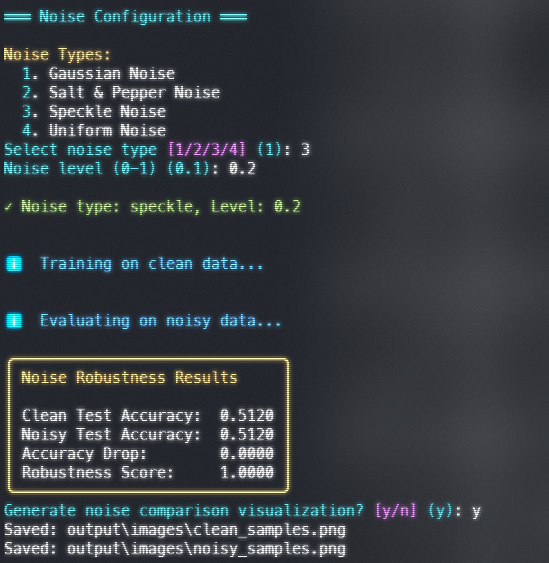 ═══ Noise Configuration ═══
Noise Types:
1. Gaussian Noise
2. Salt & Pepper Noise
3. Speckle Noise
4. Uniform Noise
Select noise type [1/2/3/4] (1): 3
Noise level (0-1) (0.1): 0.2
✓ Noise type: speckle, Level: 0.2
i Training on clean data...
i Evaluating on noisy data...
Noise Robustness Results
Clean Test Accuracy: 0.5120
Noisy Test Accuracy: 0.5120
Accuracy Drop: 0.0000
Robustness Score: 1.0000
Generate noise comparison visualization? [y/n] (y): y
Saved: output\images\clean_samples.png
Saved: output\images\noisy_samples.png